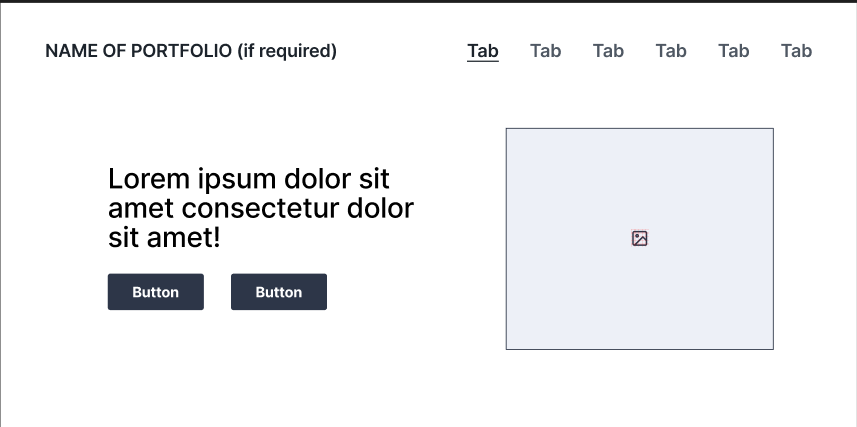 NAME OF PORTFOLIO (if required)
Tab Tab Tab Tab Tab Tab
Lorem ipsum dolor sit
amet consectetur dolor
sit amet!
Button Button